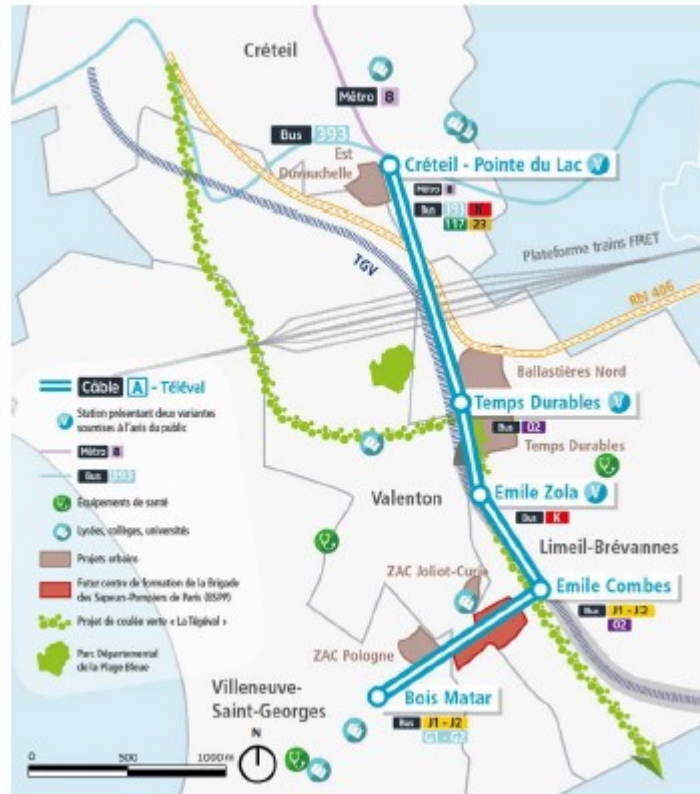 Créteil
Métro 8
Bus 393
Est
Duvauchelle
Créteil - Pointe du Lac V
Métro 8
Bus 393 K
117 23
Plateforme trains FRET
TGV
RN 406
Ballastières Nord
Temps Durables V
Bus O2
Temps Durables
Valenton
Emile Zola V
Bus K
Limeil-Brévannes
ZAC Joliot-Curie
Emile Combes
Bus J1 - J2
O2
ZAC Pologne
Bois Matar
Bus J1 - J2
G1 - G2
Villeneuve-
Saint-Georges
Câble A - Téléval
V Station présentant deux variantes
soumises à l'avis du public
Métro 8
Bus 393
Équipements de santé
Lycées, collèges, universités
Projets urbains
Futur centre de formation de la Brigade
des Sapeurs-Pompiers de Paris (BSPP)
Projet de coulée verte « La Tégéval »
Parc Départemental
de la Plage Bleue
N
0 500 1000 m